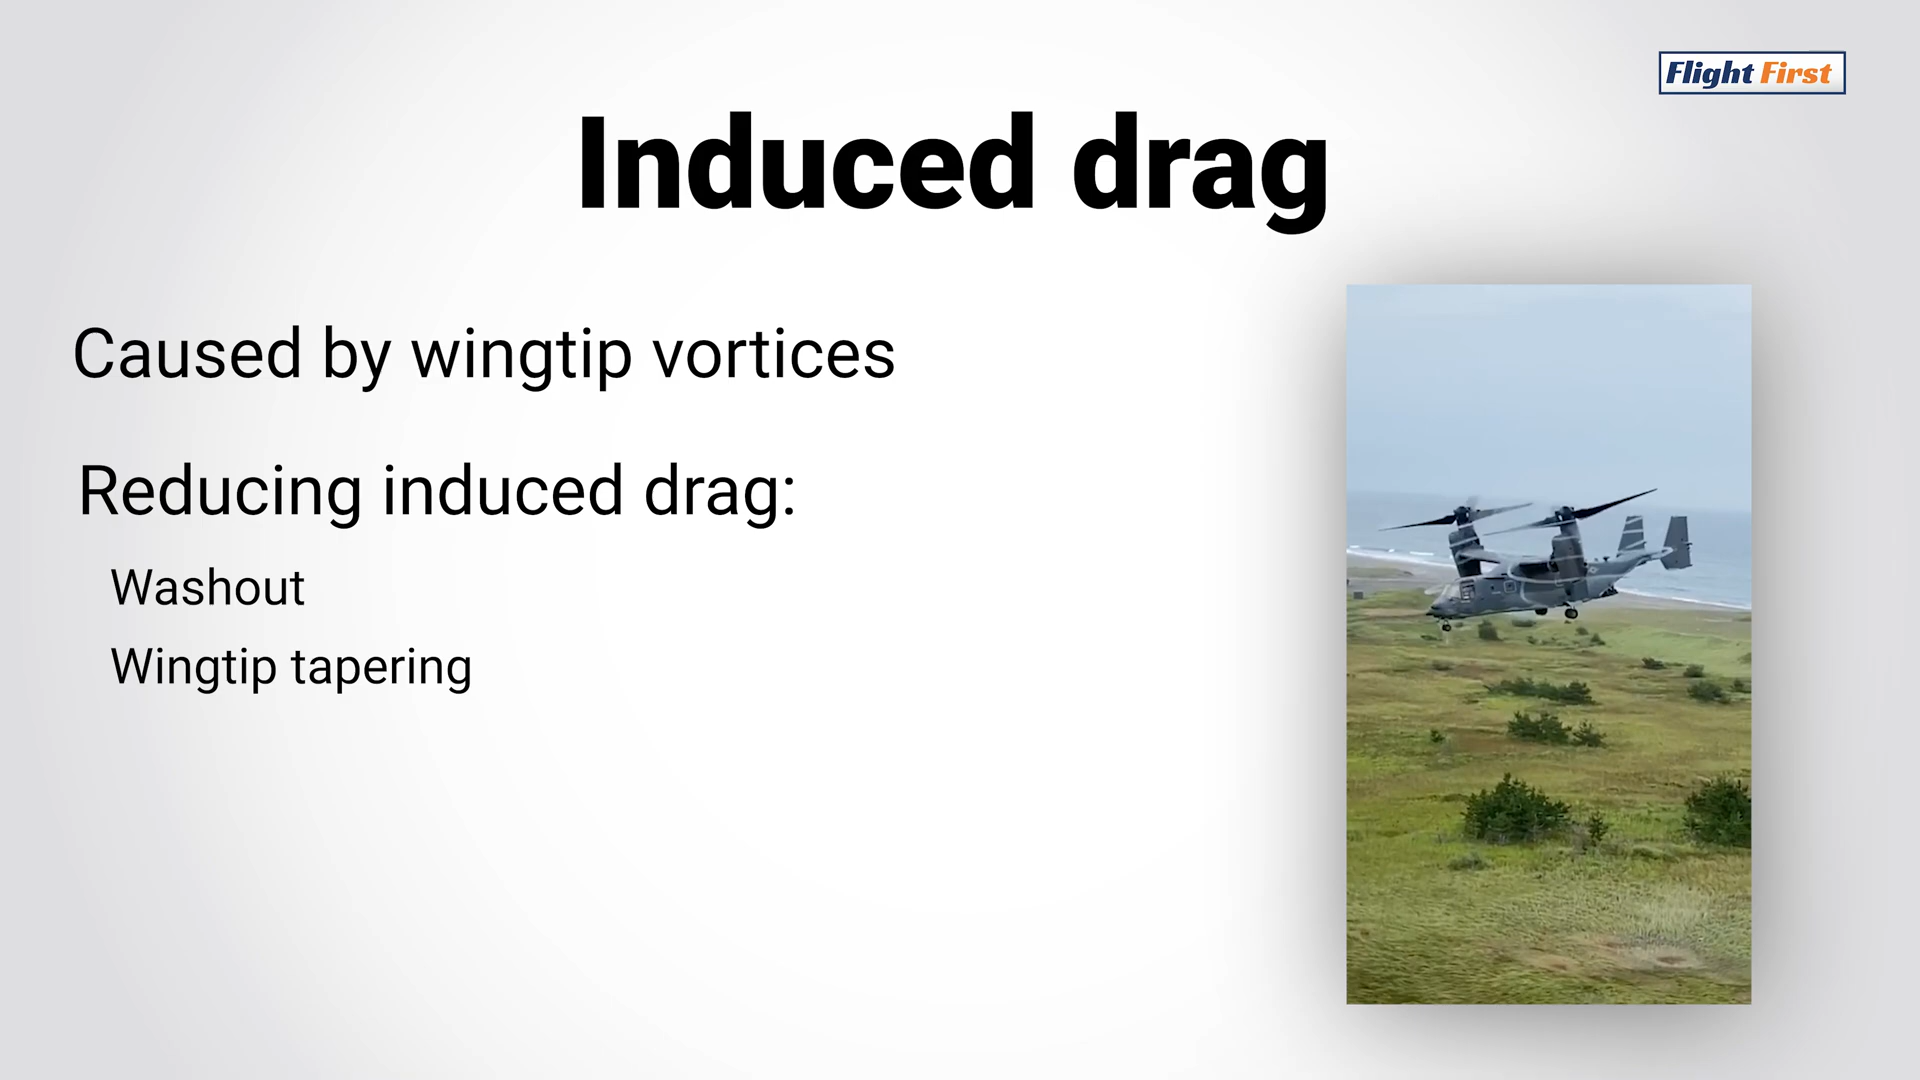 Flight First
Induced drag
Caused by wingtip vortices
Reducing induced drag:
Washout
Wingtip tapering